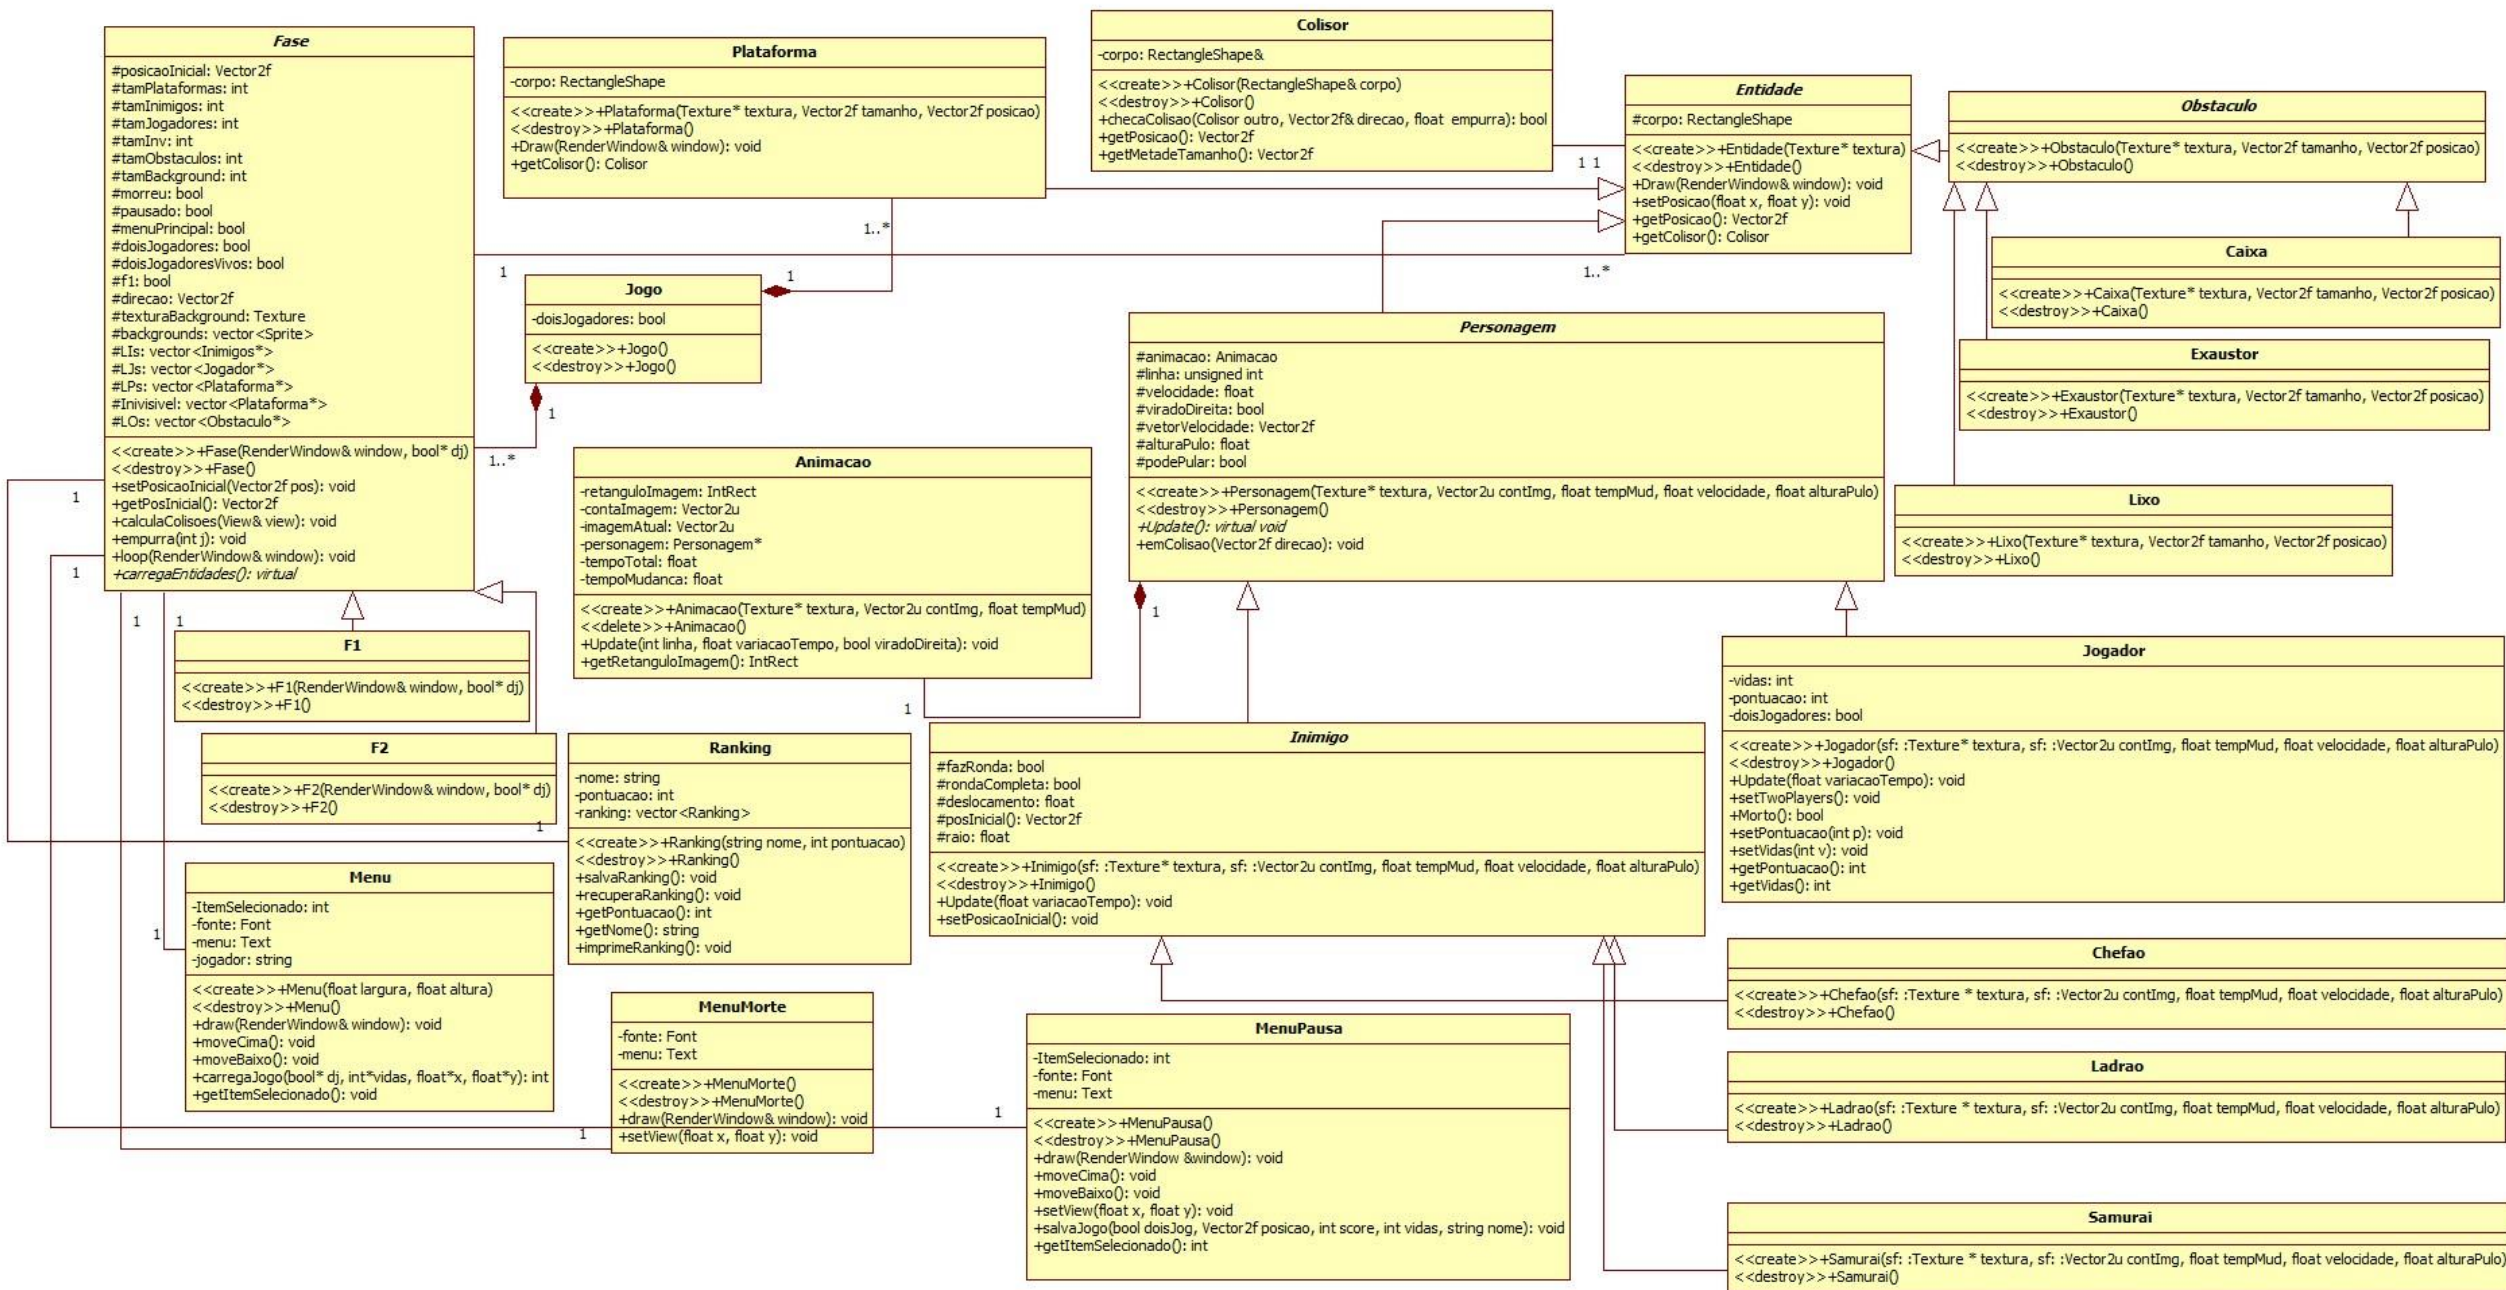 Fase
#posicaoInicial: Vector2f
#tamPlataformas: int
#tamInimigos: int
#tamJogadores: int
#tamInv: int
#tamObstaculos: int
#tamBackground: int
#morreu: bool
#pausado: bool
#menuPrincipal: bool
#doisJogadores: bool
#doisJogadoresVivos: bool
#f1: bool
#direcao: Vector2f
#texturaBackground: Texture
#backgrounds: vector<Sprite>
#LIs: vector<Inimigos*>
#LJs: vector<Jogador*>
#LPs: vector<Plataforma*>
#Inivisivel: vector<Plataforma*>
#LOs: vector<Obstaculo*>
<<create>>+Fase(RenderWindow& window, bool* dj)
<<destroy>>+Fase()
+setPosicaoInicial(Vector2f pos): void
+getPosInicial(): Vector2f
+calculaColisoes(View& view): void
+empurra(int j): void
+loop(RenderWindow& window): void
+carregaEntidades(): virtual
Plataforma
-corpo: RectangleShape
<<create>>+Plataforma(Texture* textura, Vector2f tamanho, Vector2f posicao)
<<destroy>>+Plataforma()
+Draw(RenderWindow& window): void
+getColisor(): Colisor
Colisor
-corpo: RectangleShape&
<<create>>+Colisor(RectangleShape& corpo)
<<destroy>>+Colisor()
+checaColisao(Colisor outro, Vector2f& direcao, float empurra): bool
+getPosicao(): Vector2f
+getMetadeTamanho(): Vector2f
Entidade
#corpo: RectangleShape
<<create>>+Entidade(Texture* textura)
<<destroy>>+Entidade()
+Draw(RenderWindow& window): void
+setPosicao(float x, float y): void
+getPosicao(): Vector2f
+getColisor(): Colisor
Obstaculo
<<create>>+Obstaculo(Texture* textura, Vector2f tamanho, Vector2f posicao)
<<destroy>>+Obstaculo()
1 1
1..*
1
1..*
Caixa
<<create>>+Caixa(Texture* textura, Vector2f tamanho, Vector2f posicao)
<<destroy>>+Caixa()
Jogo
-doisJogadores: bool
<<create>>+Jogo()
<<destroy>>+Jogo()
1
1
1..*
Exaustor
<<create>>+Exaustor(Texture* textura, Vector2f tamanho, Vector2f posicao)
<<destroy>>+Exaustor()
Personagem
#animacao: Animacao
#linha: unsigned int
#velocidade: float
#viradoDireita: bool
#vetorVelocidade: Vector2f
#alturaPulo: float
#podePular: bool
<<create>>+Personagem(Texture* textura, Vector2u contImg, float tempMud, float velocidade, float alturaPulo)
<<destroy>>+Personagem()
+Update(): virtual void
+emColisao(Vector2f direcao): void
1
Animacao
-retanguloImagem: IntRect
-contaImagem: Vector2u
-imagemAtual: Vector2u
-personagem: Personagem*
-tempoTotal: float
-tempoMudanca: float
<<create>>+Animacao(Texture* textura, Vector2u contImg, float tempMud)
<<delete>>+Animacao()
+Update(int linha, float variacaoTempo, bool viradoDireita): void
+getRetanguloImagem(): IntRect
1
Lixo
<<create>>+Lixo(Texture* textura, Vector2f tamanho, Vector2f posicao)
<<destroy>>+Lixo()
1
1
1
1
F1
<<create>>+F1(RenderWindow& window, bool* dj)
<<destroy>>+F1()
F2
<<create>>+F2(RenderWindow& window, bool* dj)
<<destroy>>+F2()
1
Ranking
-nome: string
-pontuacao: int
-ranking: vector<Ranking>
<<create>>+Ranking(string nome, int pontuacao)
<<destroy>>+Ranking()
+salvaRanking(): void
+recuperaRanking(): void
+getPontuacao(): int
+getNome(): string
+imprimeRanking(): void
Inimigo
#fazRonda: bool
#rondaCompleta: bool
#deslocamento: float
#posInicial(): Vector2f
#raio: float
<<create>>+Inimigo(sf: :Texture* textura, sf: :Vector2u contImg, float tempMud, float velocidade, float alturaPulo)
<<destroy>>+Inimigo()
+Update(float variacaoTempo): void
+setPosicaoInicial(): void
Jogador
-vidas: int
-pontuacao: int
-doisJogadores: bool
<<create>>+Jogador(sf: :Texture* textura, sf: :Vector2u contImg, float tempMud, float velocidade, float alturaPulo)
<<destroy>>+Jogador()
+Update(float variacaoTempo): void
+setTwoPlayers(): void
+Morto(): bool
+setPontuacao(int p): void
+setVidas(int v): void
+getPontuacao(): int
+getVidas(): int
Menu
-ItemSelecionado: int
-fonte: Font
-menu: Text
-jogador: string
<<create>>+Menu(float largura, float altura)
<<destroy>>+Menu()
+draw(RenderWindow& window): void
+moveCima(): void
+moveBaixo(): void
+carregaJogo(bool* dj, int*vidas, float*x, float*y): int
+getItemSelecionado(): void
1
MenuMorte
-fonte: Font
-menu: Text
<<create>>+MenuMorte()
<<destroy>>+MenuMorte()
+draw(RenderWindow& window): void
+setView(float x, float y): void
1
1
MenuPausa
-ItemSelecionado: int
-fonte: Font
-menu: Text
<<create>>+MenuPausa()
<<destroy>>+MenuPausa()
+draw(RenderWindow &window): void
+moveCima(): void
+moveBaixo(): void
+setView(float x, float y): void
+salvaJogo(bool doisJog, Vector2f posicao, int score, int vidas, string nome): void
+getItemSelecionado(): int
Chefao
<<create>>+Chefao(sf: :Texture * textura, sf: :Vector2u contImg, float tempMud, float velocidade, float alturaPulo)
<<destroy>>+Chefao()
Ladrao
<<create>>+Ladrao(sf: :Texture * textura, sf: :Vector2u contImg, float tempMud, float velocidade, float alturaPulo)
<<destroy>>+Ladrao()
Samurai
<<create>>+Samurai(sf: :Texture * textura, sf: :Vector2u contImg, float tempMud, float velocidade, float alturaPulo)
<<destroy>>+Samurai()